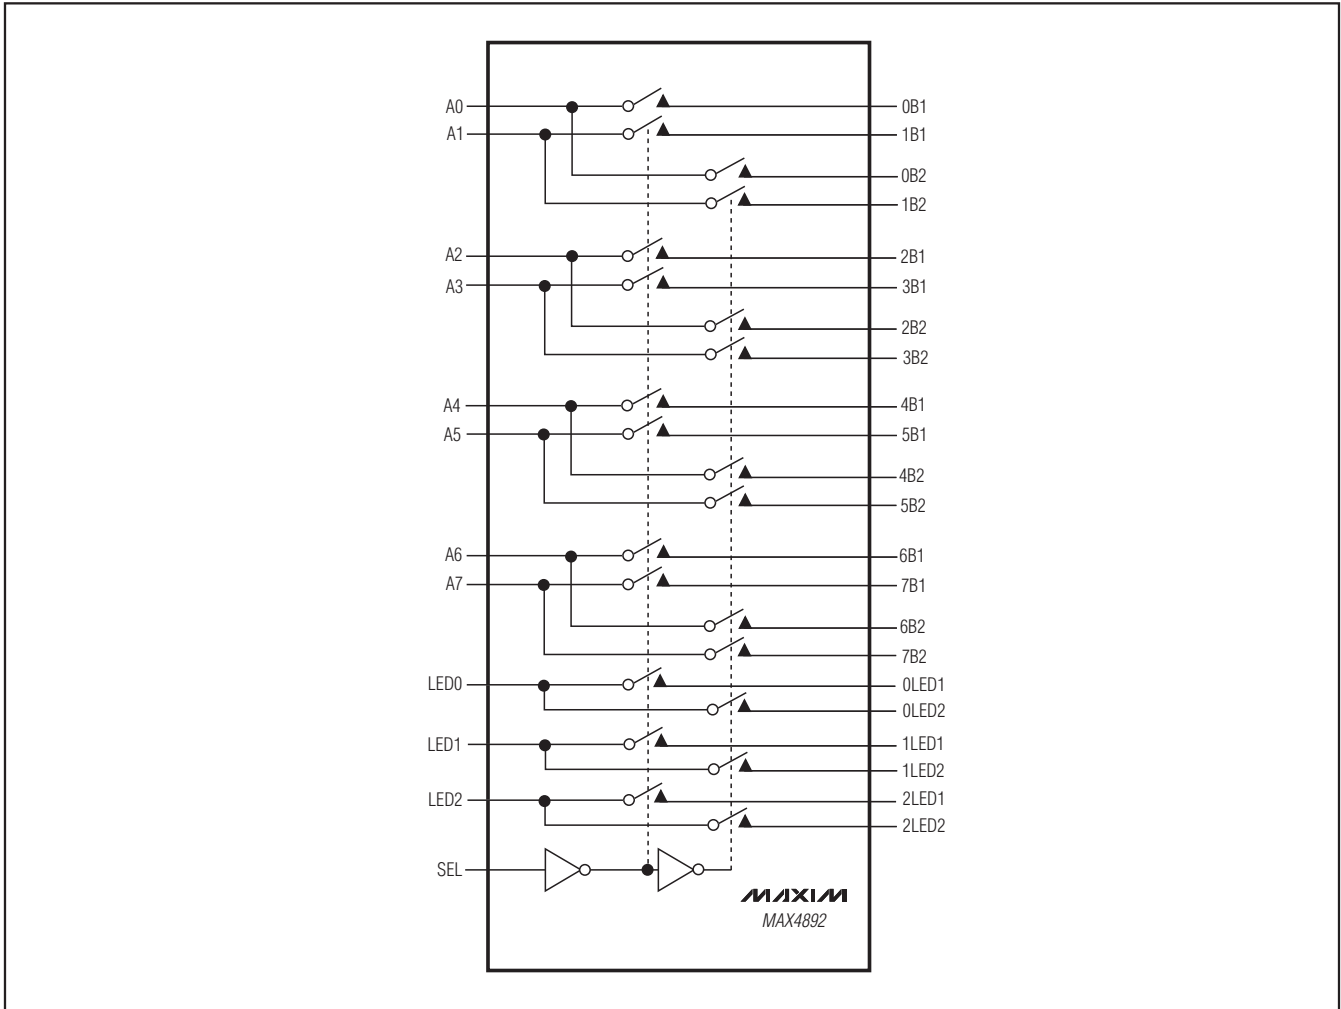 A0 0B1
A1 1B1
0B2
1B2
A2 2B1
A3 3B1
2B2
3B2
A4 4B1
A5 5B1
4B2
5B2
A6 6B1
A7 7B1
6B2
7B2
LED0 0LED1
0LED2
LED1 1LED1
1LED2
LED2 2LED1
2LED2
SEL
MAXIM
MAX4892